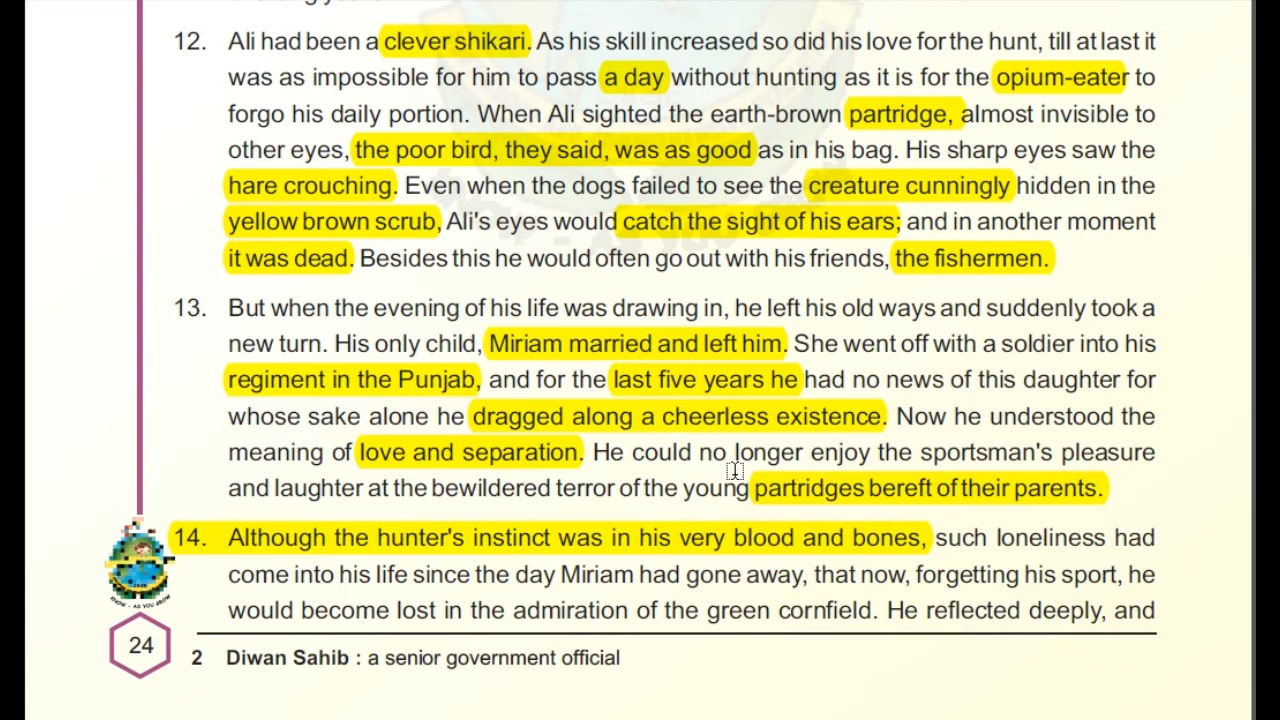 12. Ali had been a clever shikari. As his skill increased so did his love for the hunt, till at last it
was as impossible for him to pass a day without hunting as it is for the opium-eater to
forgo his daily portion. When Ali sighted the earth-brown partridge, almost invisible to
other eyes, the poor bird, they said, was as good as in his bag. His sharp eyes saw the
hare crouching. Even when the dogs failed to see the creature cunningly hidden in the
yellow brown scrub, Ali's eyes would catch the sight of his ears; and in another moment
it was dead. Besides this he would often go out with his friends, the fishermen.
13. But when the evening of his life was drawing in, he left his old ways and suddenly took a
new turn. His only child, Miriam married and left him. She went off with a soldier into his
regiment in the Punjab, and for the last five years he had no news of this daughter for
whose sake alone he dragged along a cheerless existence. Now he understood the
meaning of love and separation. He could no longer enjoy the sportsman's pleasure
and laughter at the bewildered terror of the young partridges bereft of their parents.
14. Although the hunter's instinct was in his very blood and bones, such loneliness had
come into his life since the day Miriam had gone away, that now, forgetting his sport, he
would become lost in the admiration of the green cornfield. He reflected deeply, and
24
2 Diwan Sahib : a senior government official